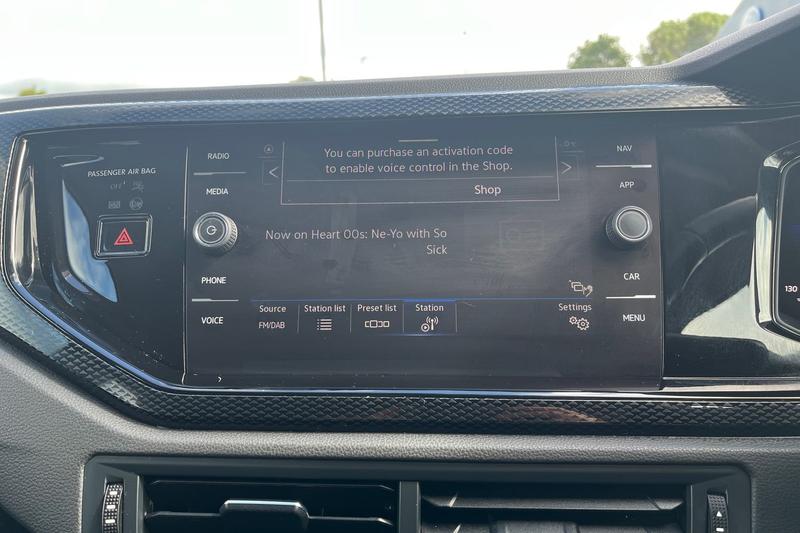 PASSENGER AIR BAG
OFF
RADIO
MEDIA
PHONE
VOICE
You can purchase an activation code
to enable voice control in the Shop.
Shop
Now on Heart 00s: Ne-Yo with So
Sick
Source
FM/DAB
Station list
Preset list
Station
Settings
NAV
APP
CAR
MENU
130